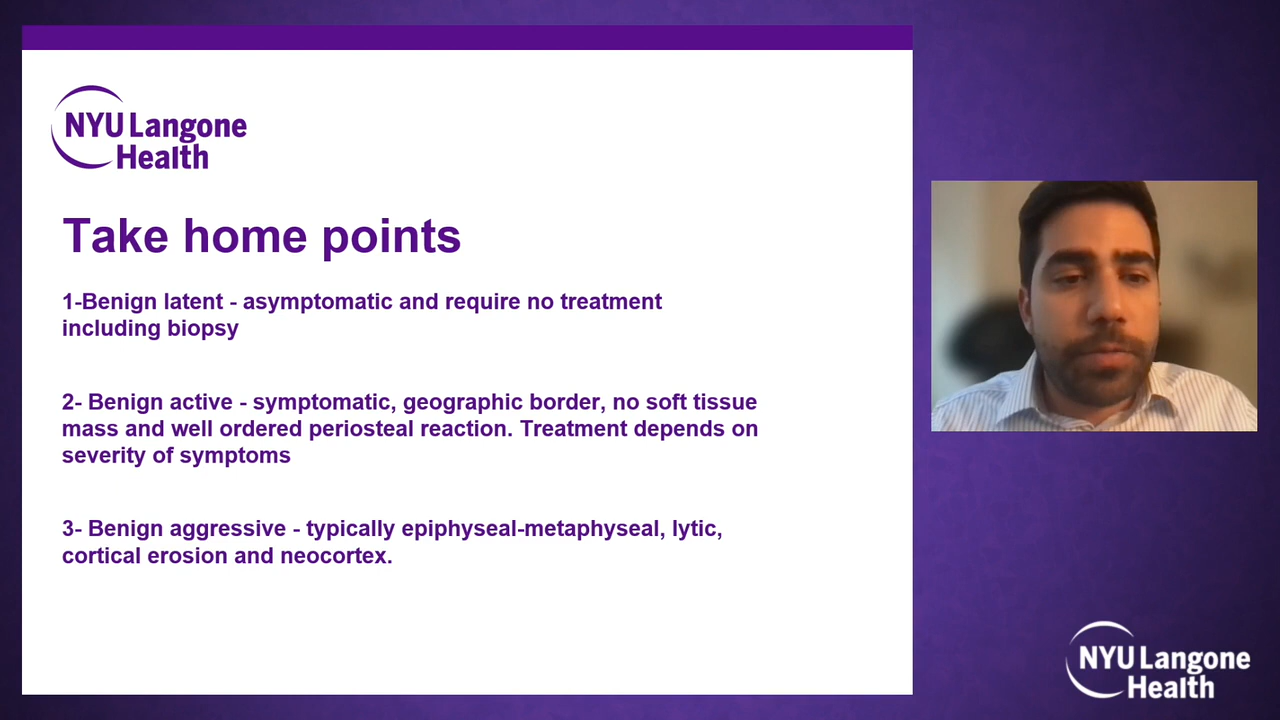 NYU Langone
Health
Take home points
1-Benign latent - asymptomatic and require no treatment
including biopsy
2- Benign active - symptomatic, geographic border, no soft tissue
mass and well ordered periosteal reaction. Treatment depends on
severity of symptoms
3- Benign aggressive - typically epiphyseal-metaphyseal, lytic,
cortical erosion and neocortex.
NYU Langone
Health